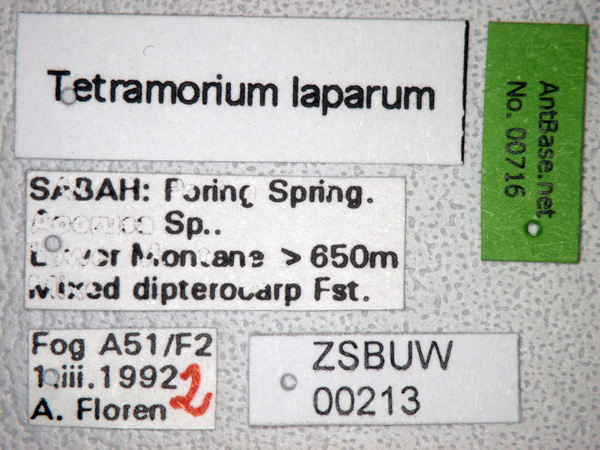 Tetramorium laparum
AntBase.net
No. 00716
SABAH: Poring Spring.
Sp..
Lower Montane > 650m
Mixed dipterocarp Fst.
Fog A51/F2
iii.1992
A. Floren
2
ZSBUW
00213